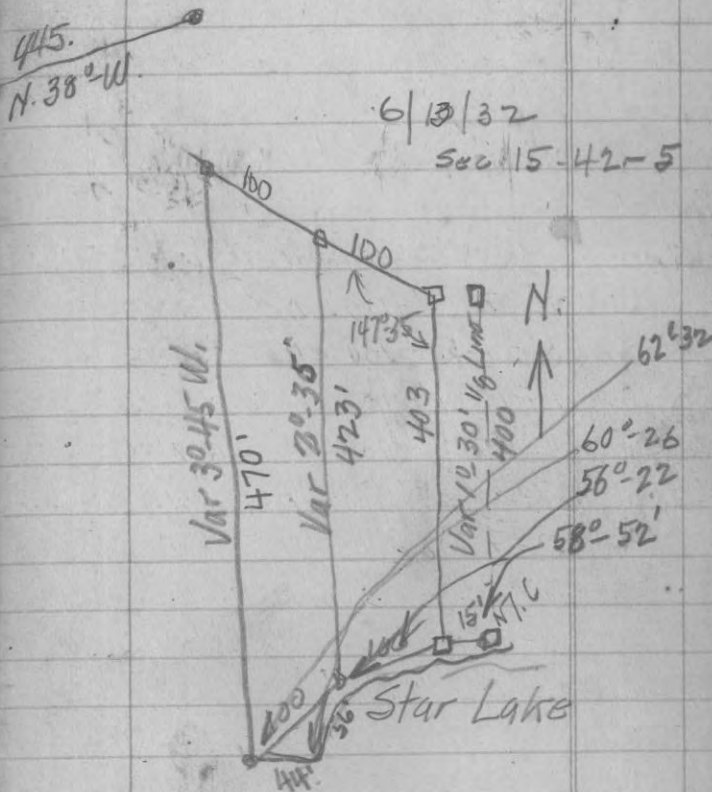 445.
N. 38°-W.
6/13/32
Sec 15-42-5
100
100
147°-35
N.
62°32
Var 3°-45 W.
470'
Var 3°-35"
423'
403
Var 1°30' 1/8 Line
400
60°-26
56°-22
58°-52'
15'
100
100
56'
Star Lake
44'